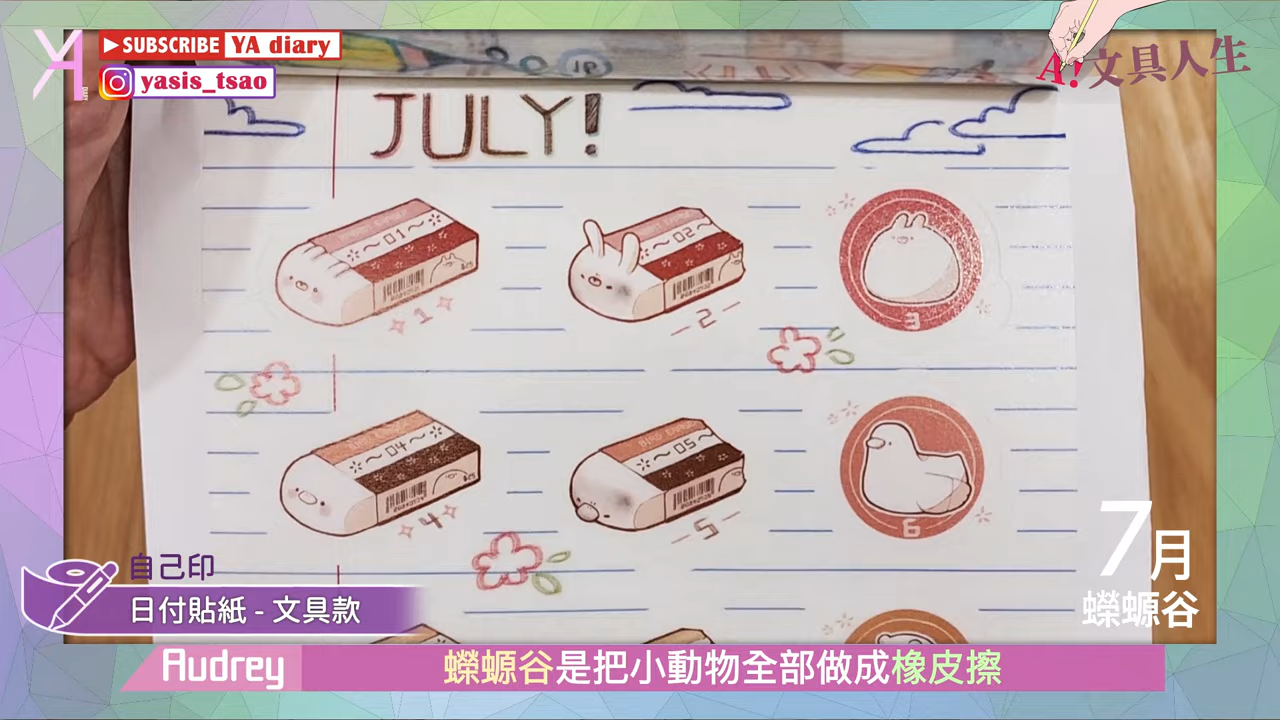 SUBSCRIBE YA diary
yasis_tsao
A! 文具人生
JULY!
~01~
1
~02~
2
3
~04~
4
~05~
5
6
7月
蠑螈谷
自己印
日付貼紙 - 文具款
Audrey
蠑螈谷是把小動物全部做成橡皮擦